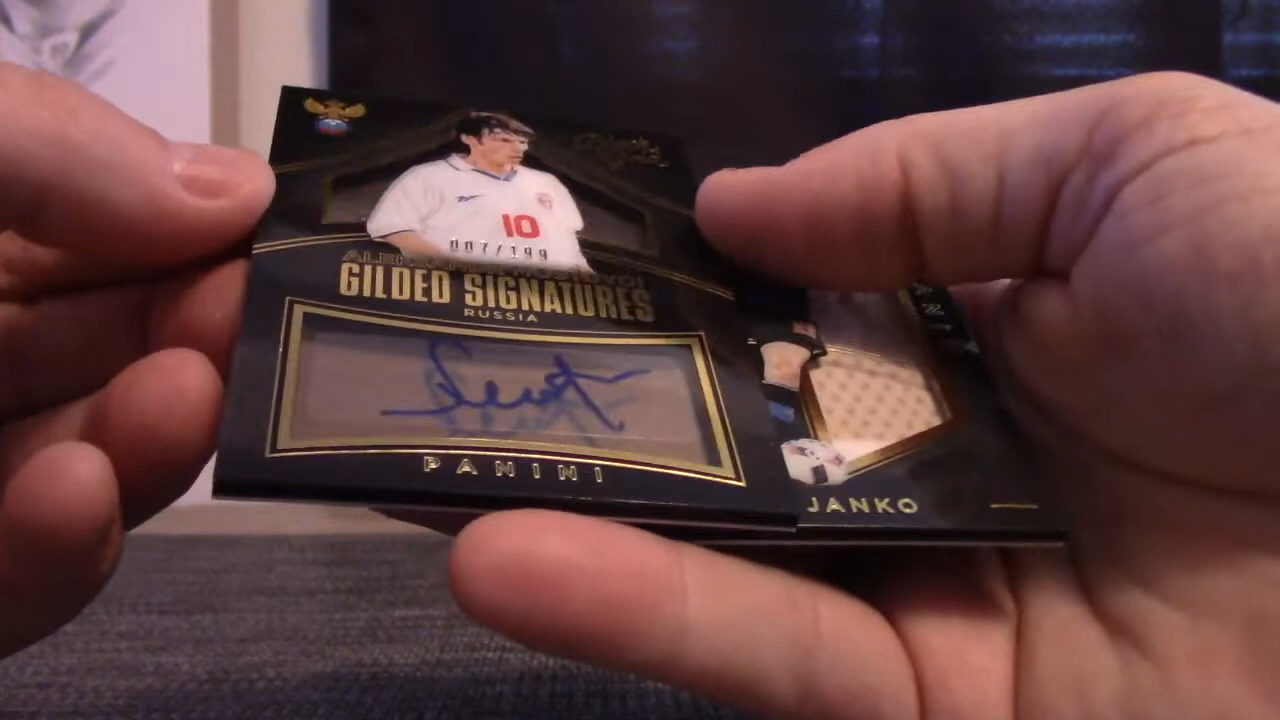 10
007/199
GILDED SIGNATURES
RUSSIA
PANINI
JANKO